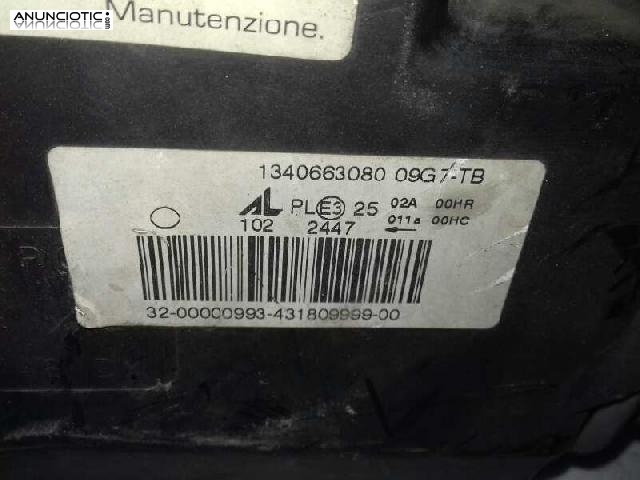 ANUNCIOTIC
Manutenzione.
1340663080 09G7-TB
AL PL E3 25 02A 00HR
102 2447 011a 00HC
32-00000993-431809999-00